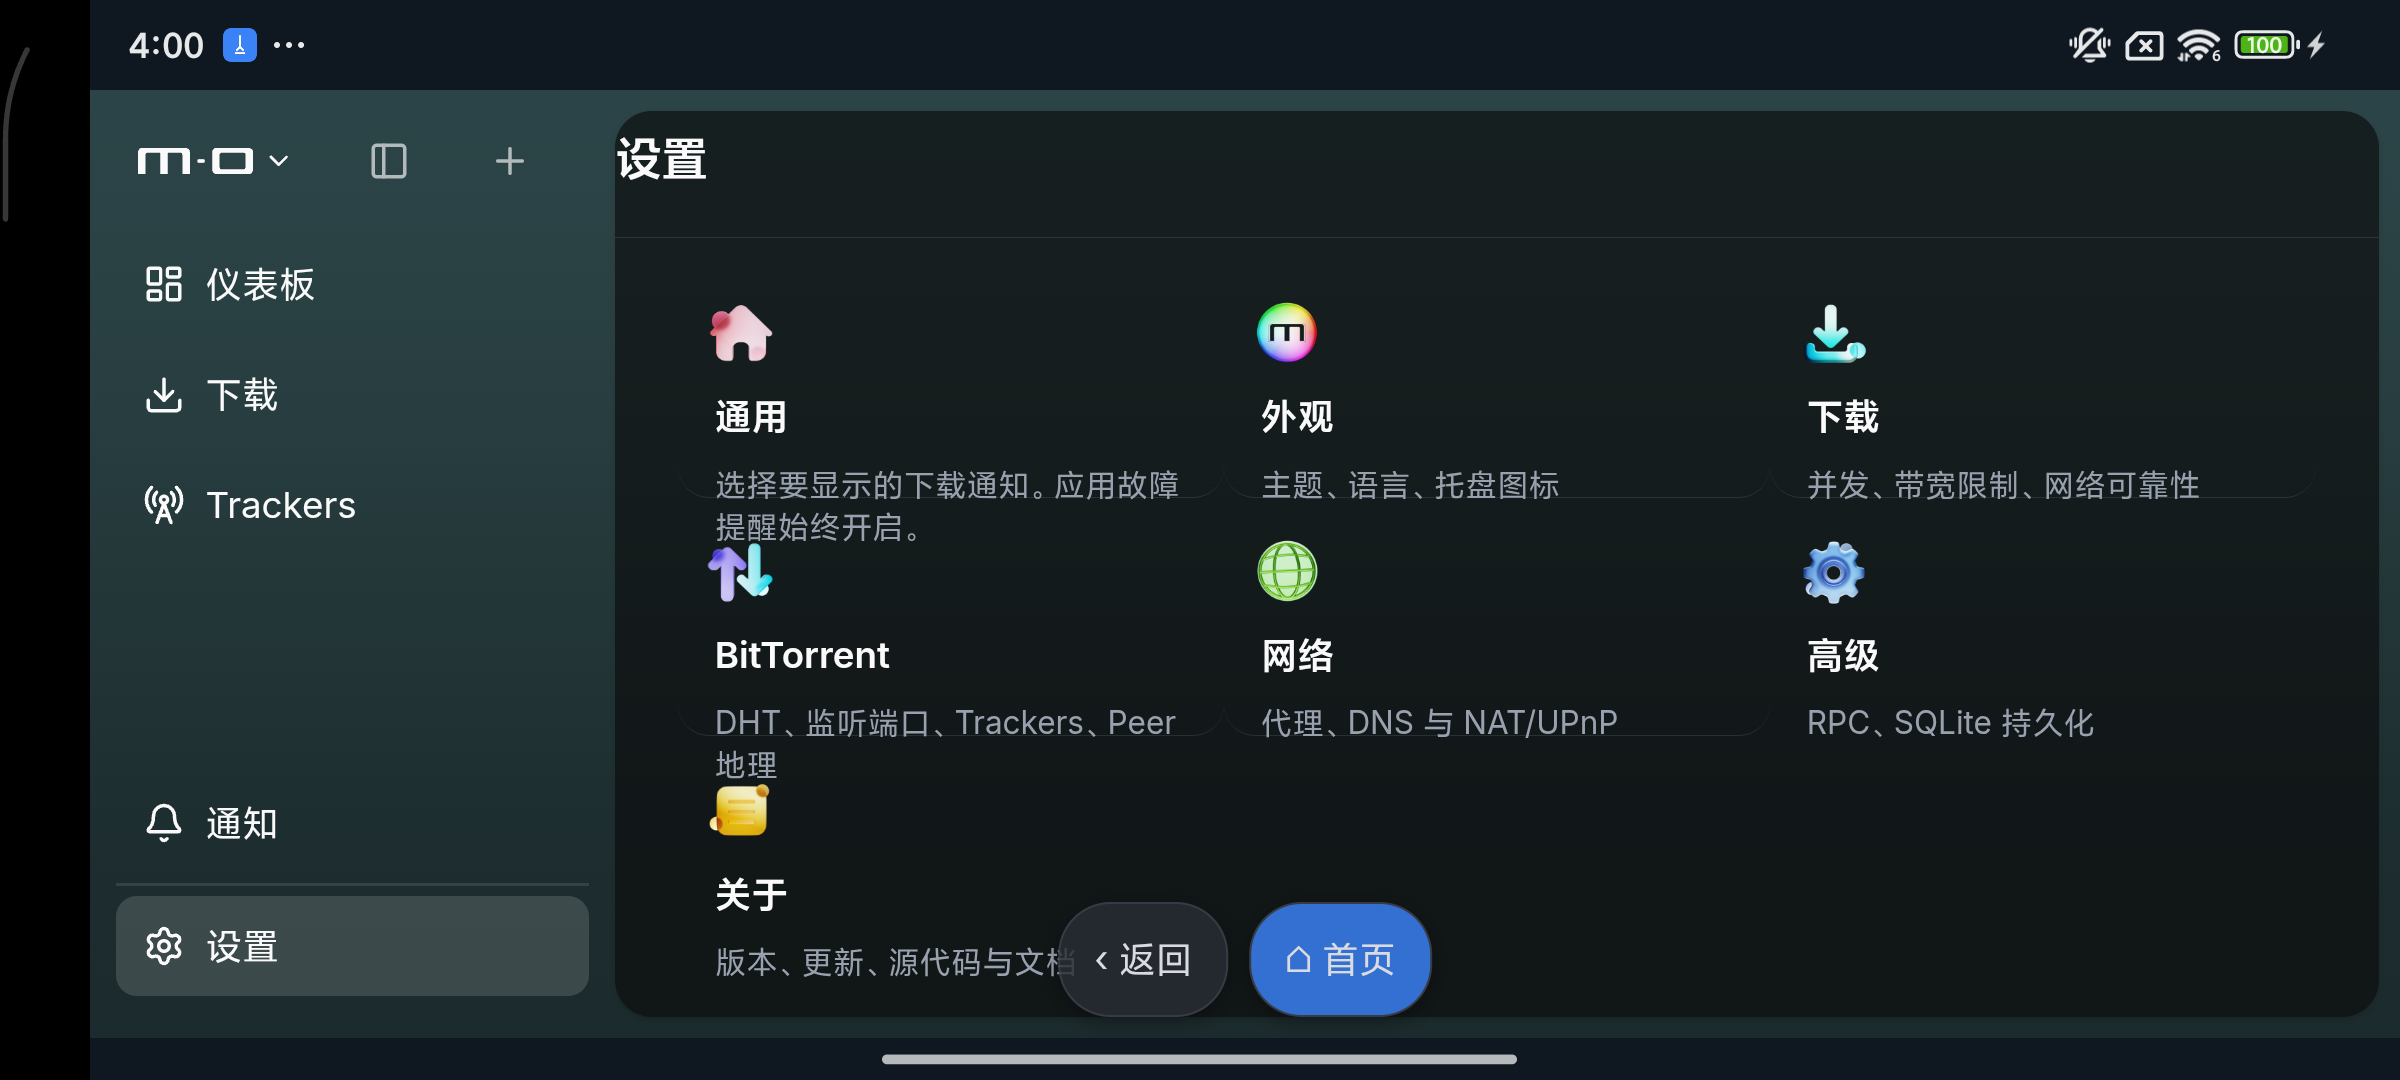 4:00
6
100
m-o
设置
仪表板
下载
Trackers
通知
设置
m
通用
选择要显示的下载通知。应用故障
提醒始终开启。
外观
主题、语言、托盘图标
下载
并发、带宽限制、网络可靠性
BitTorrent
DHT、监听端口、Trackers、Peer
地理
网络
代理、DNS 与 NAT/UPnP
高级
RPC、SQLite 持久化
关于
版本、更新、源代码与文档
‹ 返回
首页